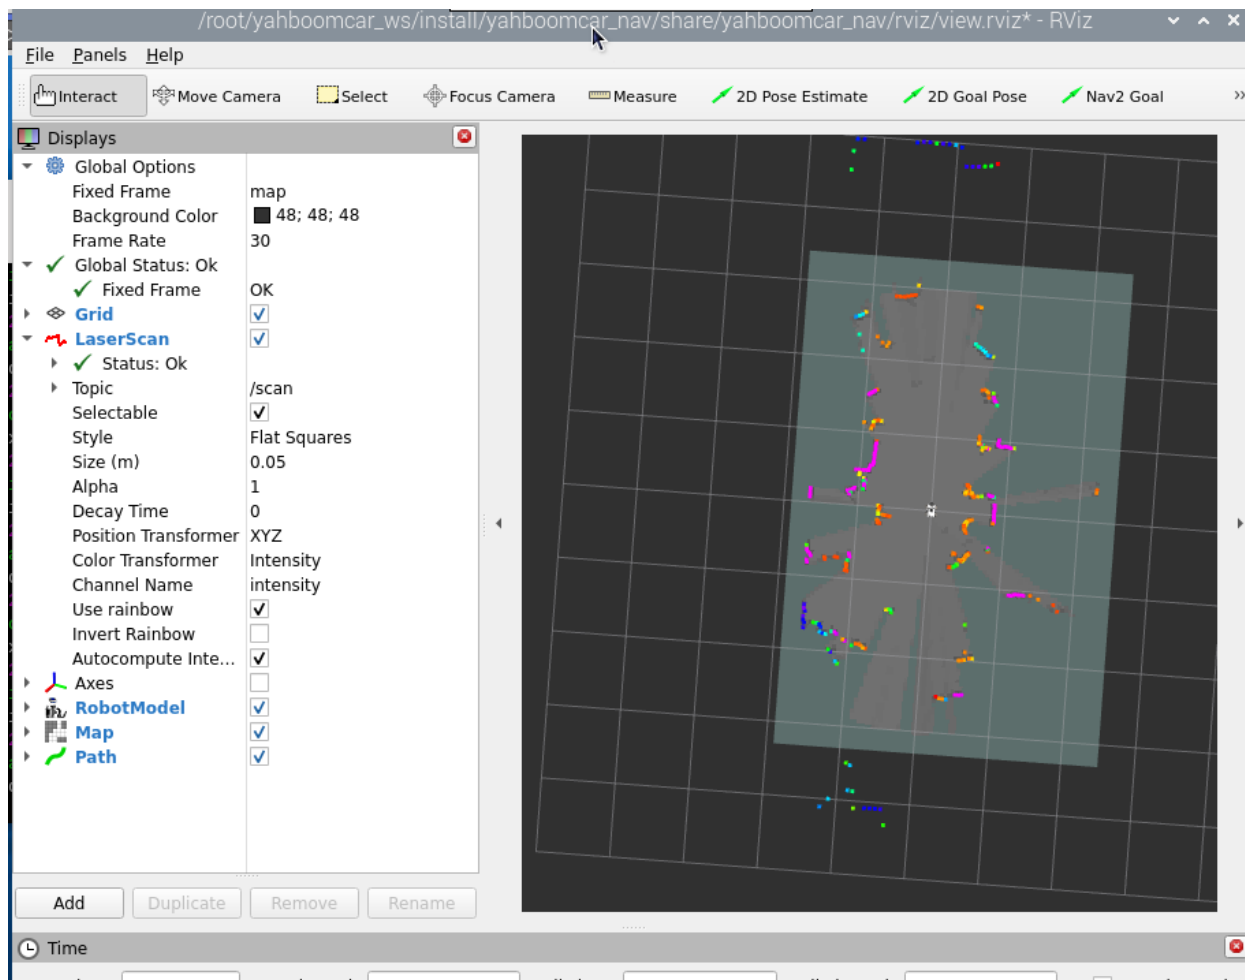 /root/yahboomcar_ws/install/yahboomcar_nav/share/yahboomcar_nav/rviz/view.rviz* - RViz
File Panels Help
Interact Move Camera Select Focus Camera Measure 2D Pose Estimate 2D Goal Pose Nav2 Goal
Displays
Global Options
Fixed Frame map
Background Color 48; 48; 48
Frame Rate 30
Global Status: Ok
Fixed Frame OK
Grid
LaserScan
Status: Ok
Topic /scan
Selectable
Style Flat Squares
Size (m) 0.05
Alpha 1
Decay Time 0
Position Transformer XYZ
Color Transformer Intensity
Channel Name intensity
Use rainbow
Invert Rainbow
Autocompute Inte...
Axes
RobotModel
Map
Path
Add Duplicate Remove Rename
Time